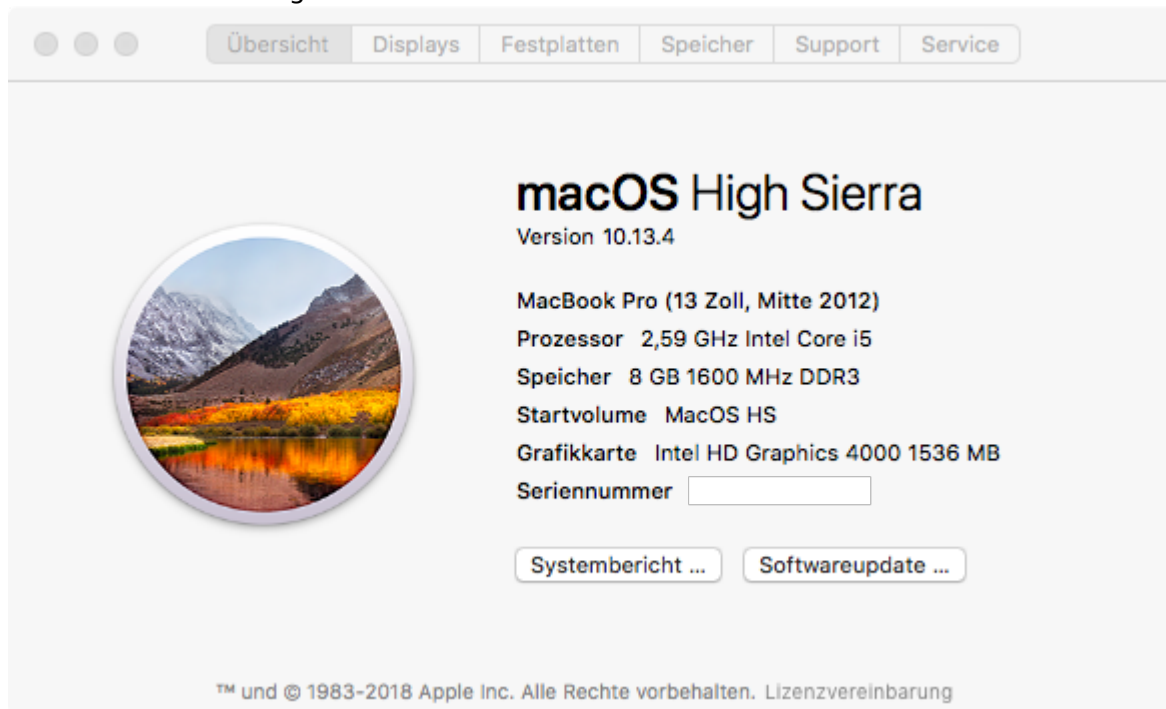 Übersicht Displays Festplatten Speicher Support Service
macOS High Sierra
Version 10.13.4
MacBook Pro (13 Zoll, Mitte 2012)
Prozessor 2,59 GHz Intel Core i5
Speicher 8 GB 1600 MHz DDR3
Startvolume MacOS HS
Grafikkarte Intel HD Graphics 4000 1536 MB
Seriennummer
Systembericht ... Softwareupdate ...
™ und © 1983-2018 Apple Inc. Alle Rechte vorbehalten. Lizenzvereinbarung